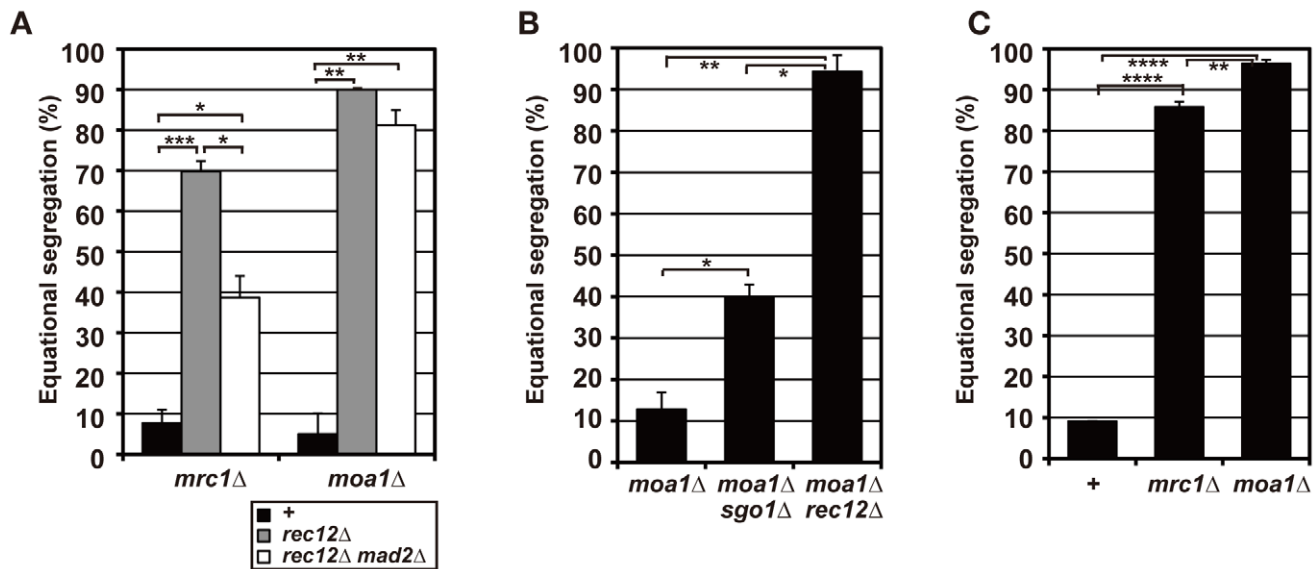 A
Equational segregation (%)
100
90
80
70
60
50
40
30
20
10
0
*
***
*
**
**
mrc1Δ
moa1Δ
+
rec12Δ
rec12Δ mad2Δ
B
Equational segregation (%)
100
90
80
70
60
50
40
30
20
10
0
**
*
*
moa1Δ
moa1Δ
sgo1Δ
moa1Δ
rec12Δ
C
Equational segregation (%)
100
90
80
70
60
50
40
30
20
10
0
****
**
****
+
mrc1Δ
moa1Δ